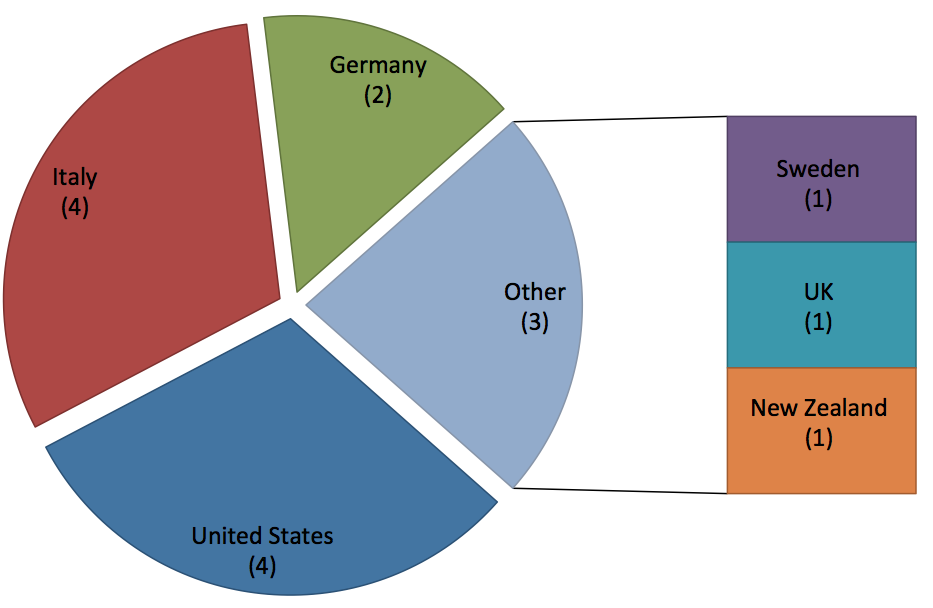 Germany
(2)
Italy
(4)
Other
(3)
United States
(4)
Sweden
(1)
UK
(1)
New Zealand
(1)